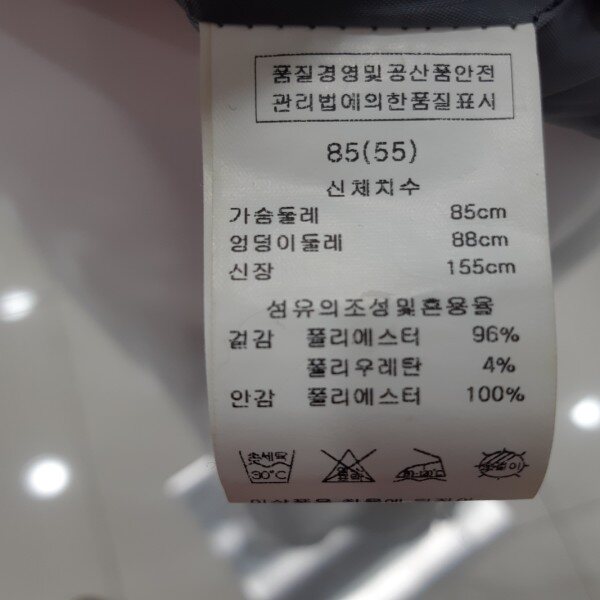 품질경영및공산품안전
관리법에의한품질표시
85(55)
신체치수
가슴둘레 85cm
엉덩이둘레 88cm
신장 155cm
섬유의조성및혼용율
겉감 폴리에스터 96%
폴리우레탄 4%
안감 폴리에스터 100%
손세탁
30°C